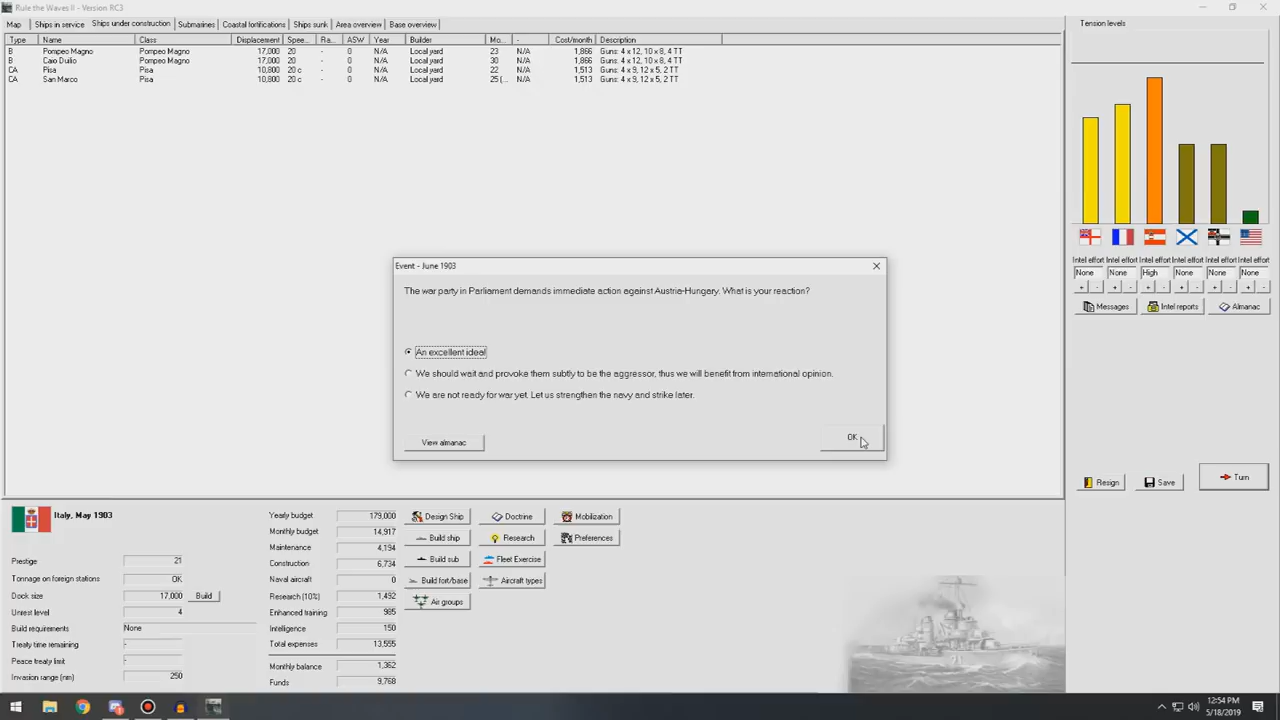 Rule the Waves II - Version RC3
Map Ships in service Ships under construction Submarines Coastal fortifications Ships sunk Area overview Base overview
Type Name Class Displacement Spee... Ra... ASW Year Builder Mo... - Cost/month Description
B Pompeo Magno Pompeo Magno 17,000 20 - 0 N/A Local yard 23 N/A 1,866 Guns: 4 x 12, 10 x 8, 4 TT
B Caio Duilio Pompeo Magno 17,000 20 - 0 N/A Local yard 30 N/A 1,866 Guns: 4 x 12, 10 x 8, 4 TT
CA Pisa Pisa 10,800 20 c - 0 N/A Local yard 22 N/A 1,513 Guns: 4 x 9, 12 x 5, 2 TT
CA San Marco Pisa 10,800 20 c - 0 N/A Local yard 25 (... N/A 1,513 Guns: 4 x 9, 12 x 5, 2 TT
Tension levels
Intel effort Intel effort Intel effort Intel effort Intel effort Intel effort
None None High None None None
+ - + - + - + - + - + -
Messages Intel reports Almanac
Event - June 1903
The war party in Parliament demands immediate action against Austria-Hungary. What is your reaction?
An excellent idea!
We should wait and provoke them subtly to be the aggressor, thus we will benefit from international opinion.
We are not ready for war yet. Let us strengthen the navy and strike later.
View almanac OK
Resign Save Turn
Italy, May 1903
Prestige 21
Tonnage on foreign stations OK
Dock size 17,000 Build
Unrest level 4
Build requirements None
Treaty time remaining -
Peace treaty limit -
Invasion range (nm) 250
Yearly budget 179,000
Monthly budget 14,917
Maintenance 4,194
Construction 6,734
Naval aircraft 0
Research (10%) 1,492
Enhanced training 985
Intelligence 150
Total expenses 13,555
Monthly balance 1,362
Funds 9,768
Design Ship Doctrine Mobilization
Build ship Research Preferences
Build sub Fleet Exercise
Build fort/base Aircraft types
Air groups
12:54 PM
5/18/2019